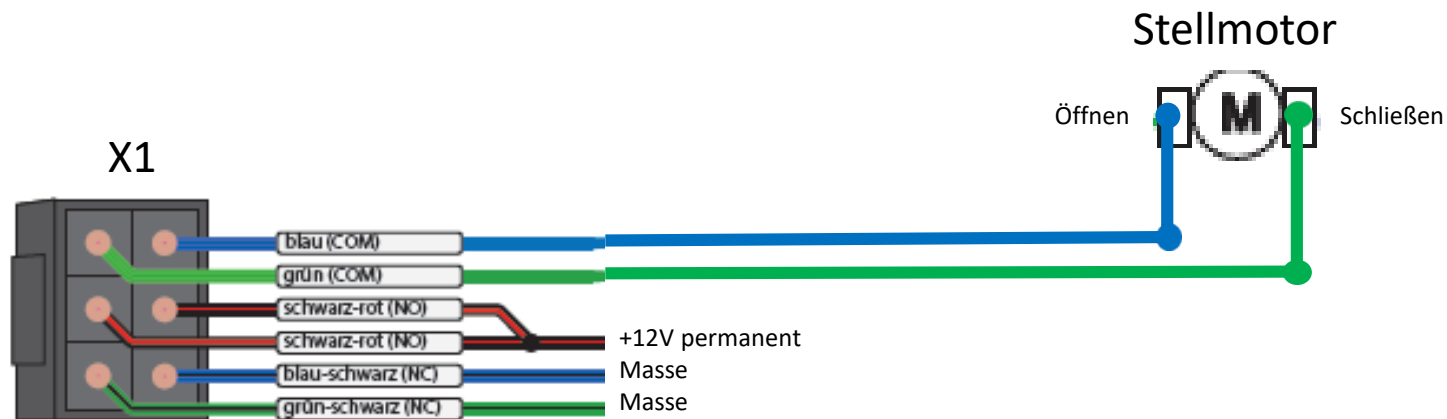 Stellmotor
Öffnen
M
Schließen
X1
blau (COM)
grün (COM)
schwarz-rot (NO)
schwarz-rot (NO)
+12V permanent
blau-schwarz (NC)
Masse
grün-schwarz (NC)
Masse